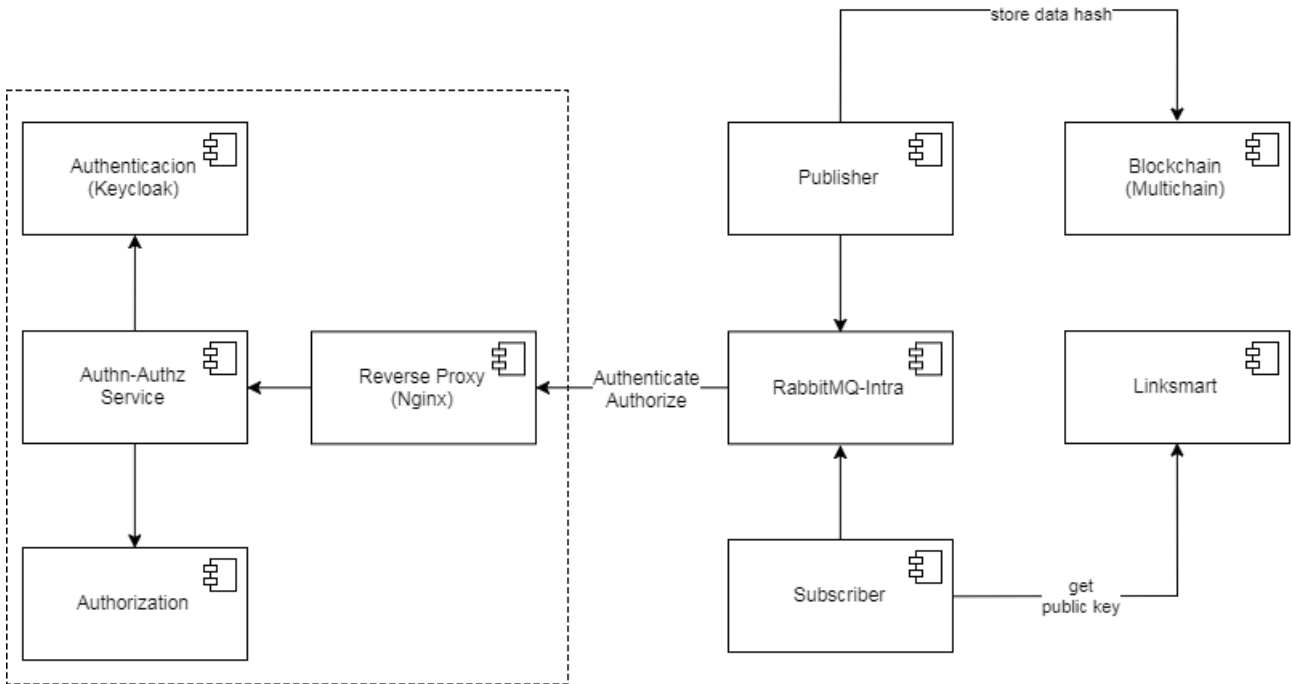 store data hash
Authenticacion
(Keycloak)
Publisher
Blockchain
(Multichain)
Authn-Authz
Service
Reverse Proxy
(Nginx)
Authenticate
Authorize
RabbitMQ-Intra
Linksmart
Authorization
Subscriber
get
public key